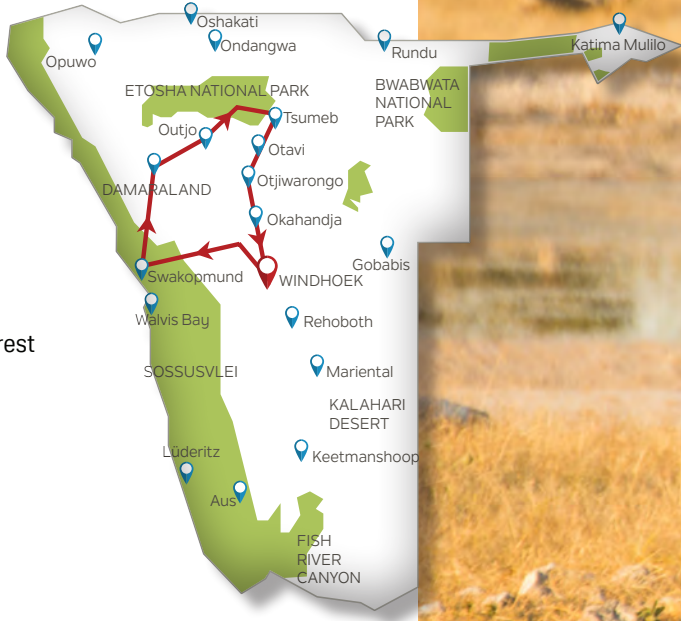 Oshakati
Ondangwa
Opuwo
Rundu
Katima Mulilo
ETOSHA NATIONAL PARK
BWABWATA
NATIONAL
PARK
Tsumeb
Outjo
Otavi
Otjiwarongo
DAMARALAND
Okahandja
Gobabis
Swakopmund
WINDHOEK
Walvis Bay
Rehoboth
rest
SOSSUSVLEI
Mariental
KALAHARI
DESERT
Lüderitz
Keetmanshoop
Aus
FISH
RIVER
CANYON